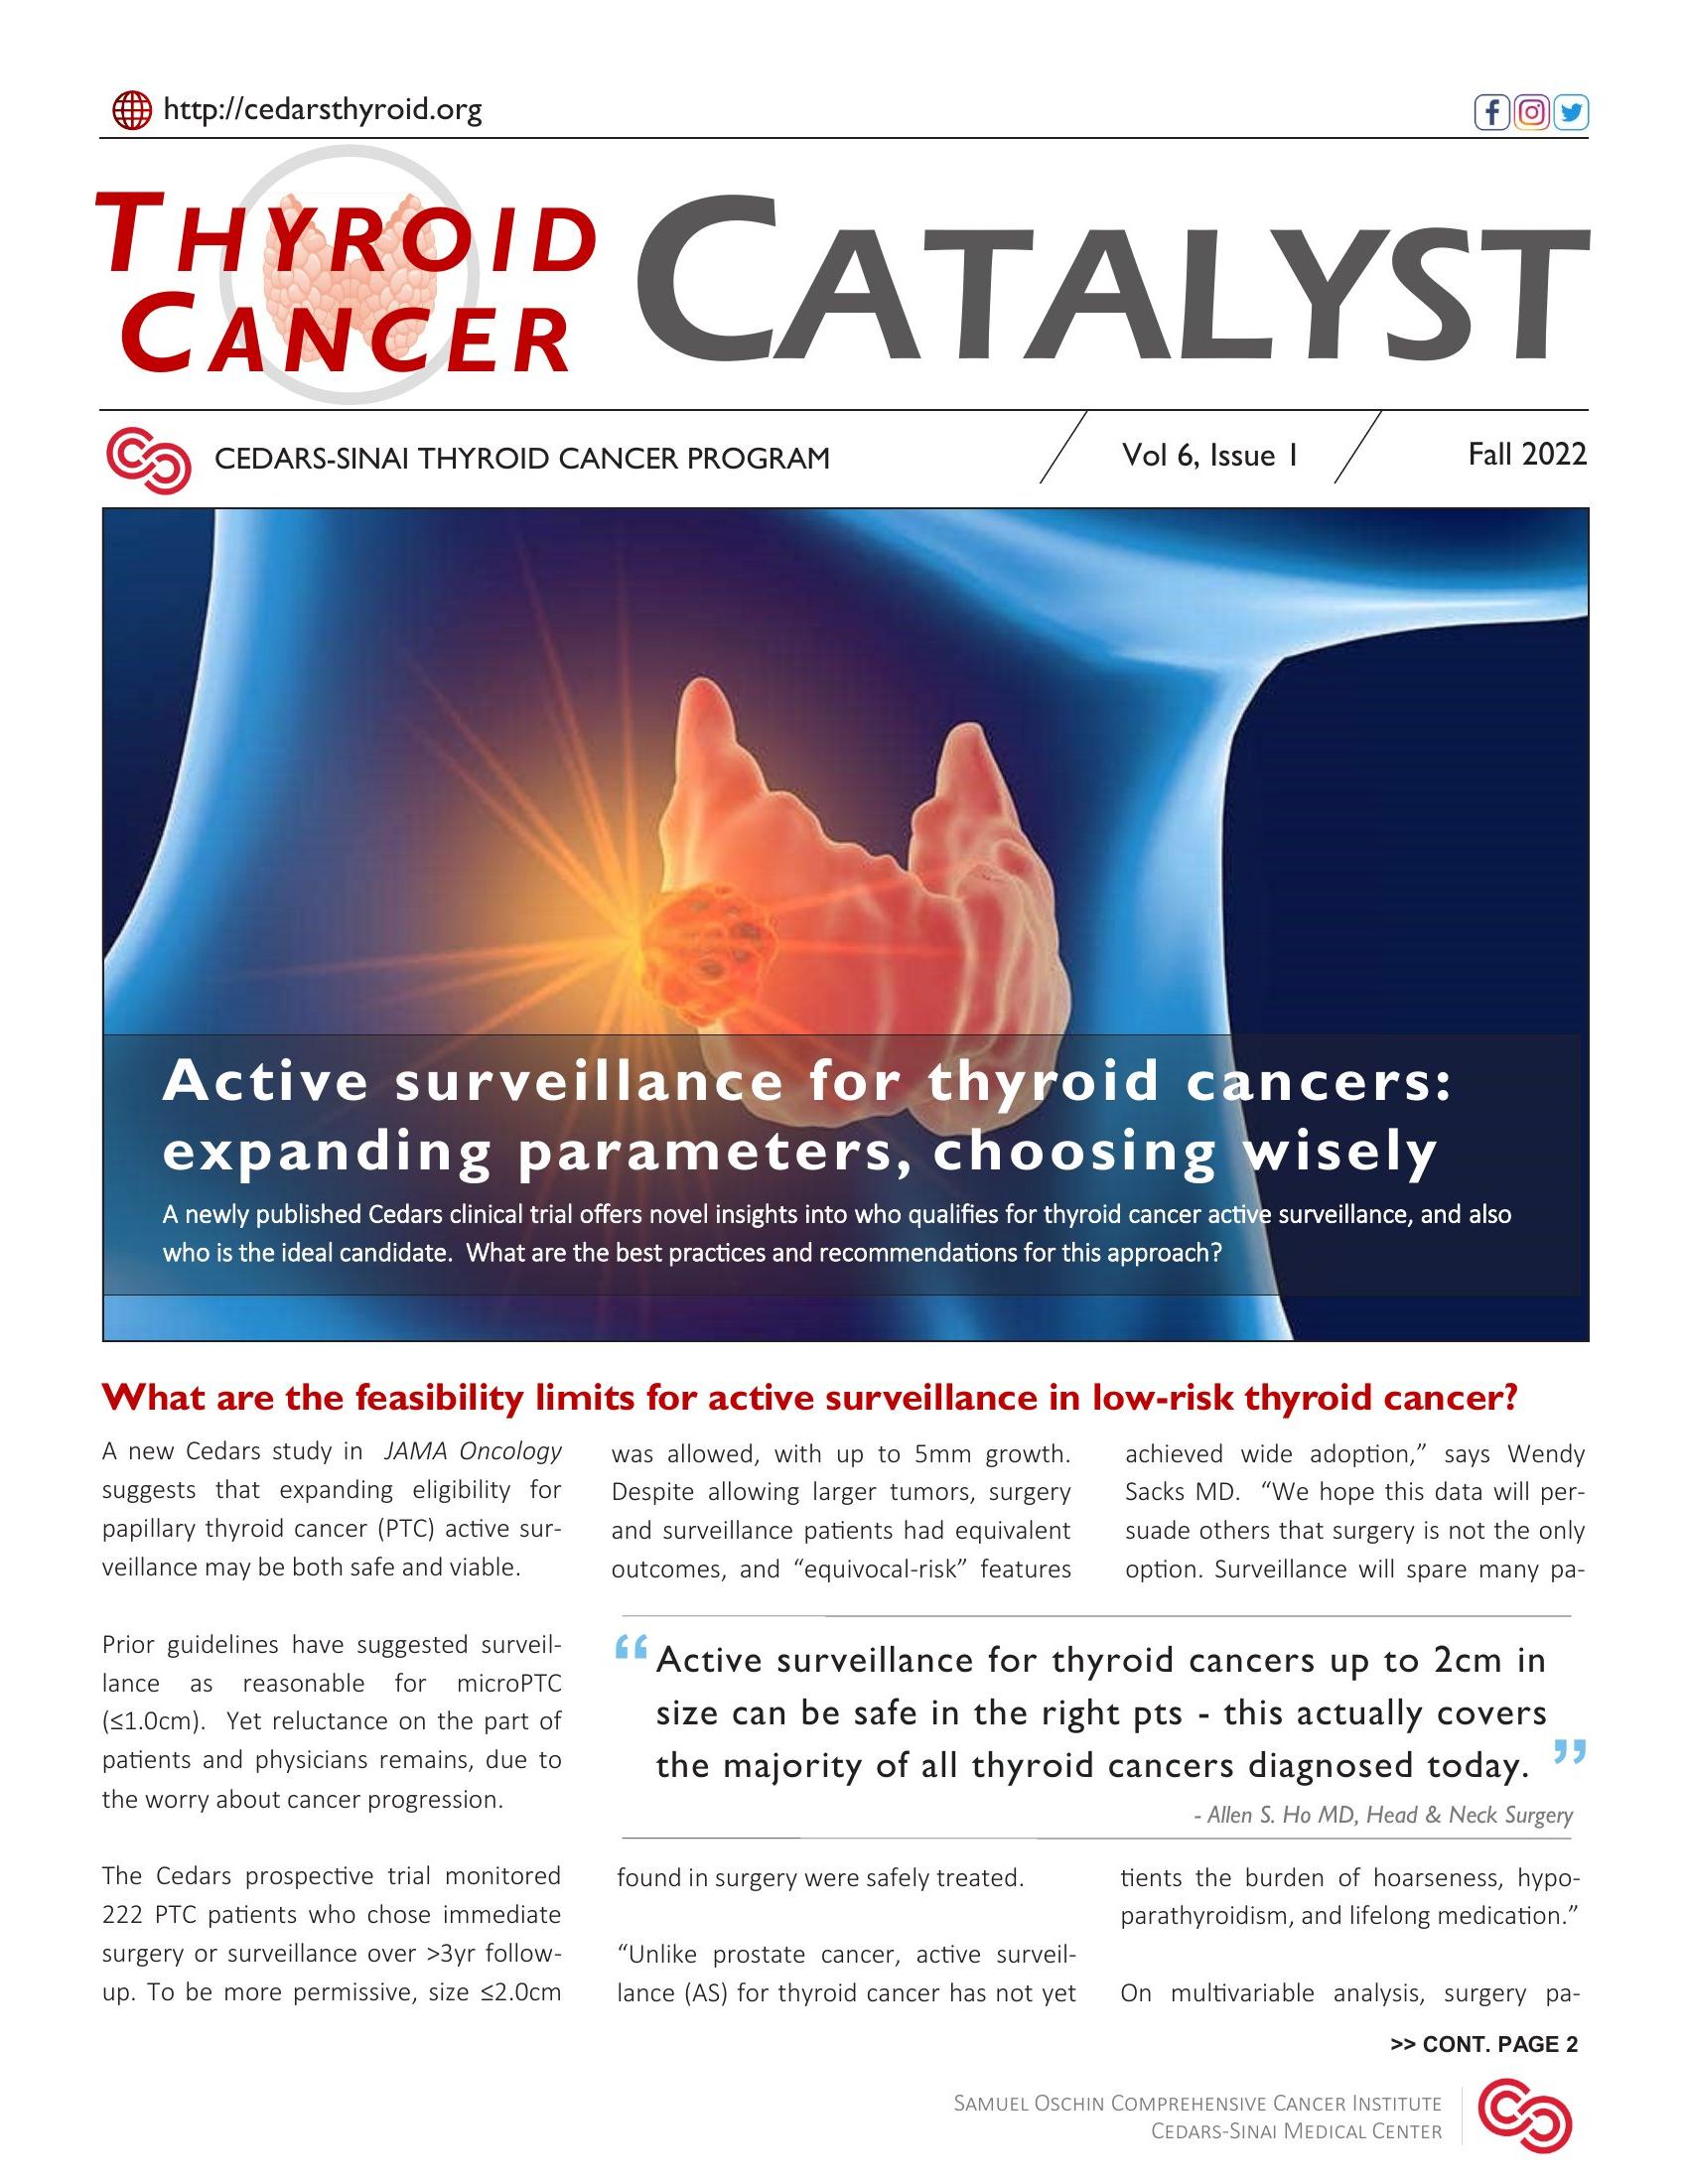 http://cedarsthyroid.org
THYROID
CANCER
CATALYST
CEDARS-SINAI THYROID CANCER PROGRAM
Vol 6, Issue 1
Fall 2022
Active surveillance for thyroid cancers:
expanding parameters, choosing wisely
A newly published Cedars clinical trial offers novel insights into who qualifies for thyroid cancer active surveillance, and also
who is the ideal candidate.  What are the best practices and recommendations for this approach?
What are the feasibility limits for active surveillance in low-risk thyroid cancer?
A new Cedars study in JAMA Oncology
suggests that expanding eligibility for
papillary thyroid cancer (PTC) active sur-
veillance may be both safe and viable.
Prior guidelines have suggested surveil-
lance as reasonable for microPTC
(≤1.0cm).  Yet reluctance on the part of
patients and physicians remains, due to
the worry about cancer progression.
The Cedars prospective trial monitored
222 PTC patients who chose immediate
surgery or surveillance over >3yr follow-
up. To be more permissive, size ≤2.0cm
was allowed, with up to 5mm growth.
Despite allowing larger tumors, surgery
and surveillance patients had equivalent
outcomes, and “equivocal-risk” features
found in surgery were safely treated.
“Unlike prostate cancer, active surveil-
lance (AS) for thyroid cancer has not yet
achieved wide adoption,” says Wendy
Sacks MD.  “We hope this data will per-
suade others that surgery is not the only
option. Surveillance will spare many pa-
tients the burden of hoarseness, hypo-
parathyroidism, and lifelong medication.”
On multivariable analysis, surgery pa-
“Active surveillance for thyroid cancers up to 2cm in
size can be safe in the right pts - this actually covers
the majority of all thyroid cancers diagnosed today.”
- Allen S. Ho MD, Head & Neck Surgery
>> CONT. PAGE 2
SAMUEL OSCHIN COMPREHENSIVE CANCER INSTITUTE
CEDARS-SINAI MEDICAL CENTER